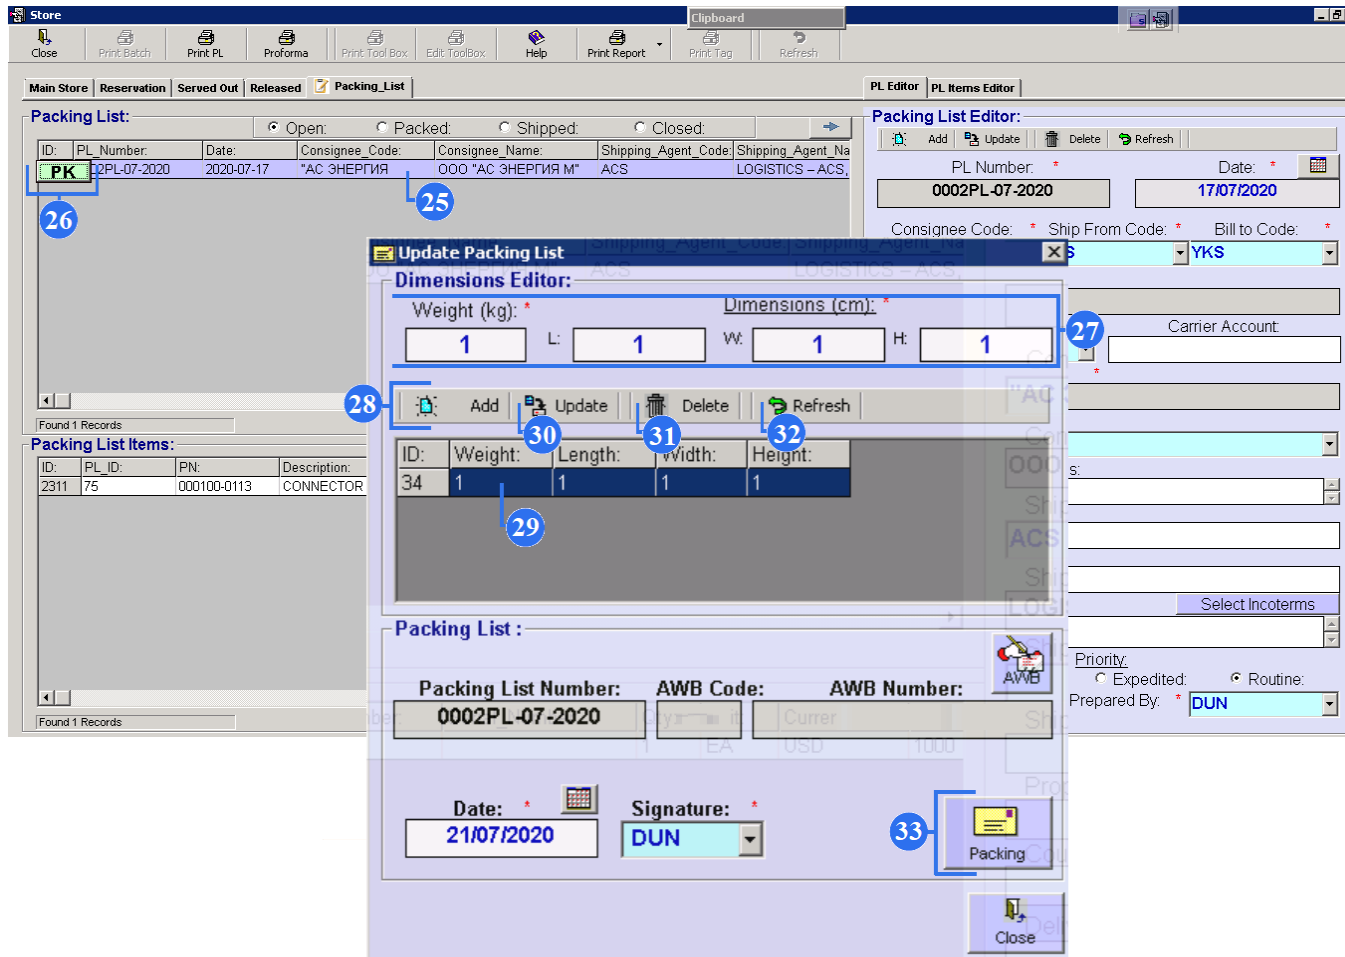 Store
Clipboard
Close
Print Batch
Print PL
Proforma
Print Tool Box
Edit ToolBox
Help
Print Report
Print Tag
Refresh
Main Store
Reservation
Served Out
Released
Packing_List
PL Editor
PL Items Editor
Packing List:
Open:
Packed:
Shipped:
Closed:
ID:
PL_Number:
Date:
Consignee_Code:
Consignee_Name:
Shipping_Agent_Code:
Shipping_Agent_Na
PK
02PL-07-2020
2020-07-17
"АС ЭНЕРГИЯ
ООО "АС ЭНЕРГИЯ М"
ACS
LOGISTICS – ACS,
26
25
Found 1 Records
Packing List Items:
ID:
PL_ID:
PN:
Description:
2311
75
000100-0113
CONNECTOR
Found 1 Records
Packing List Editor:
Add
Update
Delete
Refresh
PL Number: *
Date: *
0002PL-07-2020
17/07/2020
Consignee Code: *
Ship From Code: *
Bill to Code: *
S
YKS
Carrier Account:
*
s:
Select Incoterms
Priority:
Expedited:
Routine:
Prepared By: *
DUN
Update Packing List
Dimensions Editor:
Weight (kg): *
Dimensions (cm): *
1
L:
1
W:
1
H:
1
27
28
Add
Update
Delete
Refresh
30
31
32
ID:
Weight:
Length:
Width:
Height:
34
1
1
1
1
29
Packing List :
AWB
Packing List Number:
AWB Code:
AWB Number:
0002PL-07-2020
Date: *
Signature: *
21/07/2020
DUN
33
Packing
Close